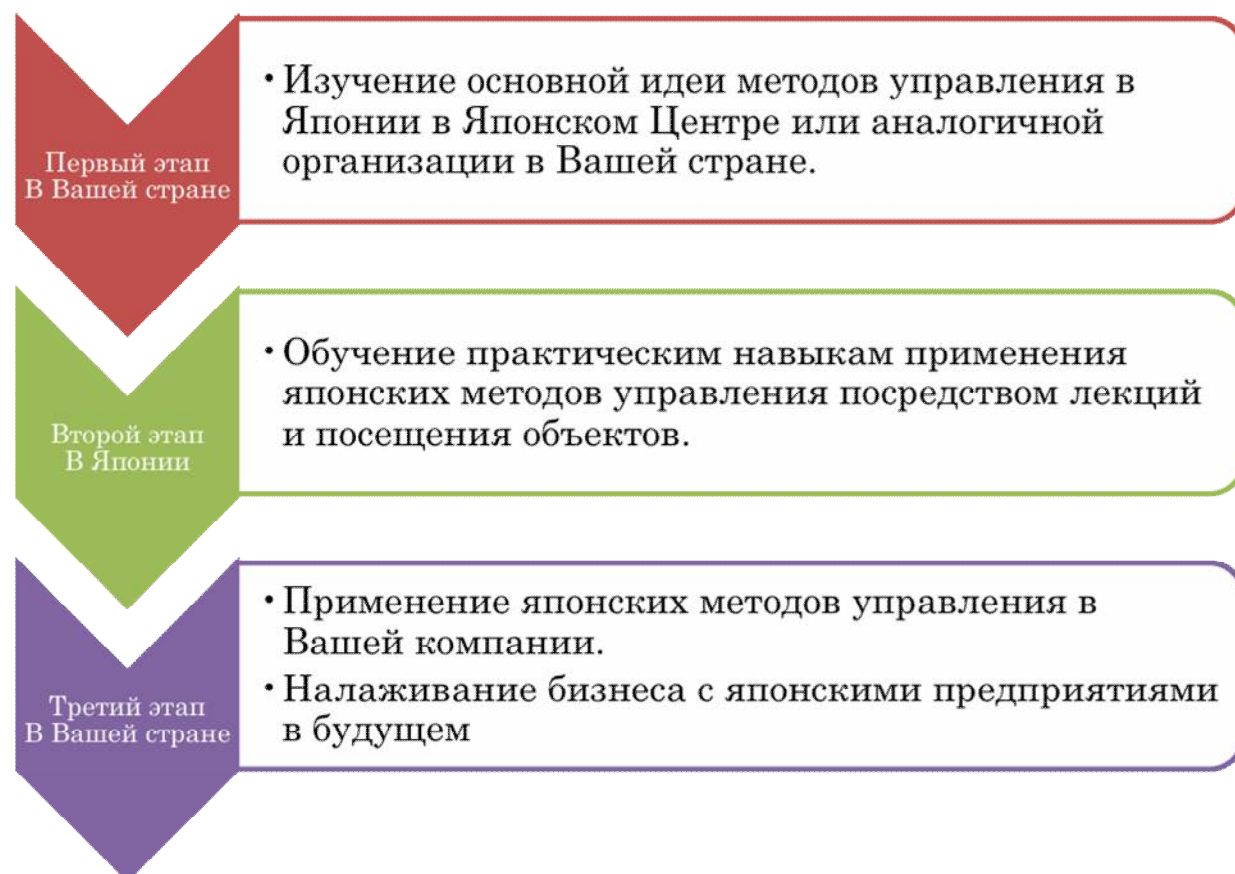 Первый этап
В Вашей стране
• Изучение основной идеи методов управления в
Японии в Японском Центре или аналогичной
организации в Вашей стране.
Второй этап
В Японии
• Обучение практическим навыкам применения
японских методов управления посредством лекций
и посещения объектов.
Третий этап
В Вашей стране
• Применение японских методов управления в
Вашей компании.
• Налаживание бизнеса с японскими предприятиями
в будущем